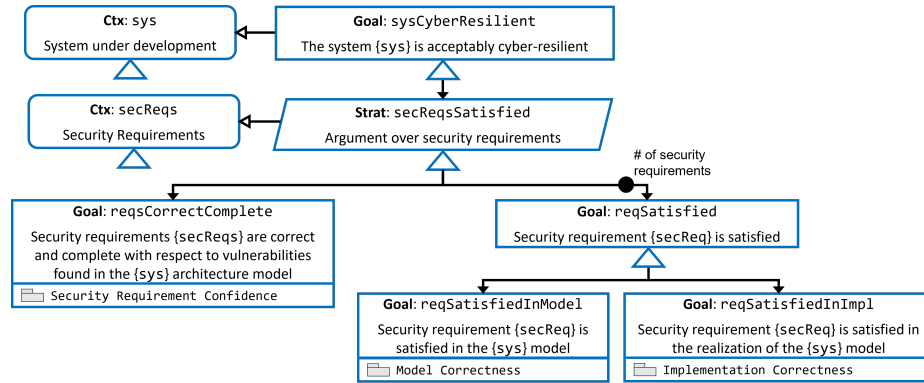 Ctx: sys
System under development
Goal: sysCyberResilient
The system {sys} is acceptably cyber-resilient
Ctx: secReqs
Security Requirements
Strat: secReqsSatisfied
Argument over security requirements
# of security
requirements
Goal: reqsCorrectComplete
Security requirements {secReqs} are correct
and complete with respect to vulnerabilities
found in the {sys} architecture model
Security Requirement Confidence
Goal: reqSatisfied
Security requirement {secReq} is satisfied
Goal: reqSatisfiedInModel
Security requirement {secReq} is
satisfied in the {sys} model
Model Correctness
Goal: reqSatisfiedInImpl
Security requirement {secReq} is satisfied in
the realization of the {sys} model
Implementation Correctness